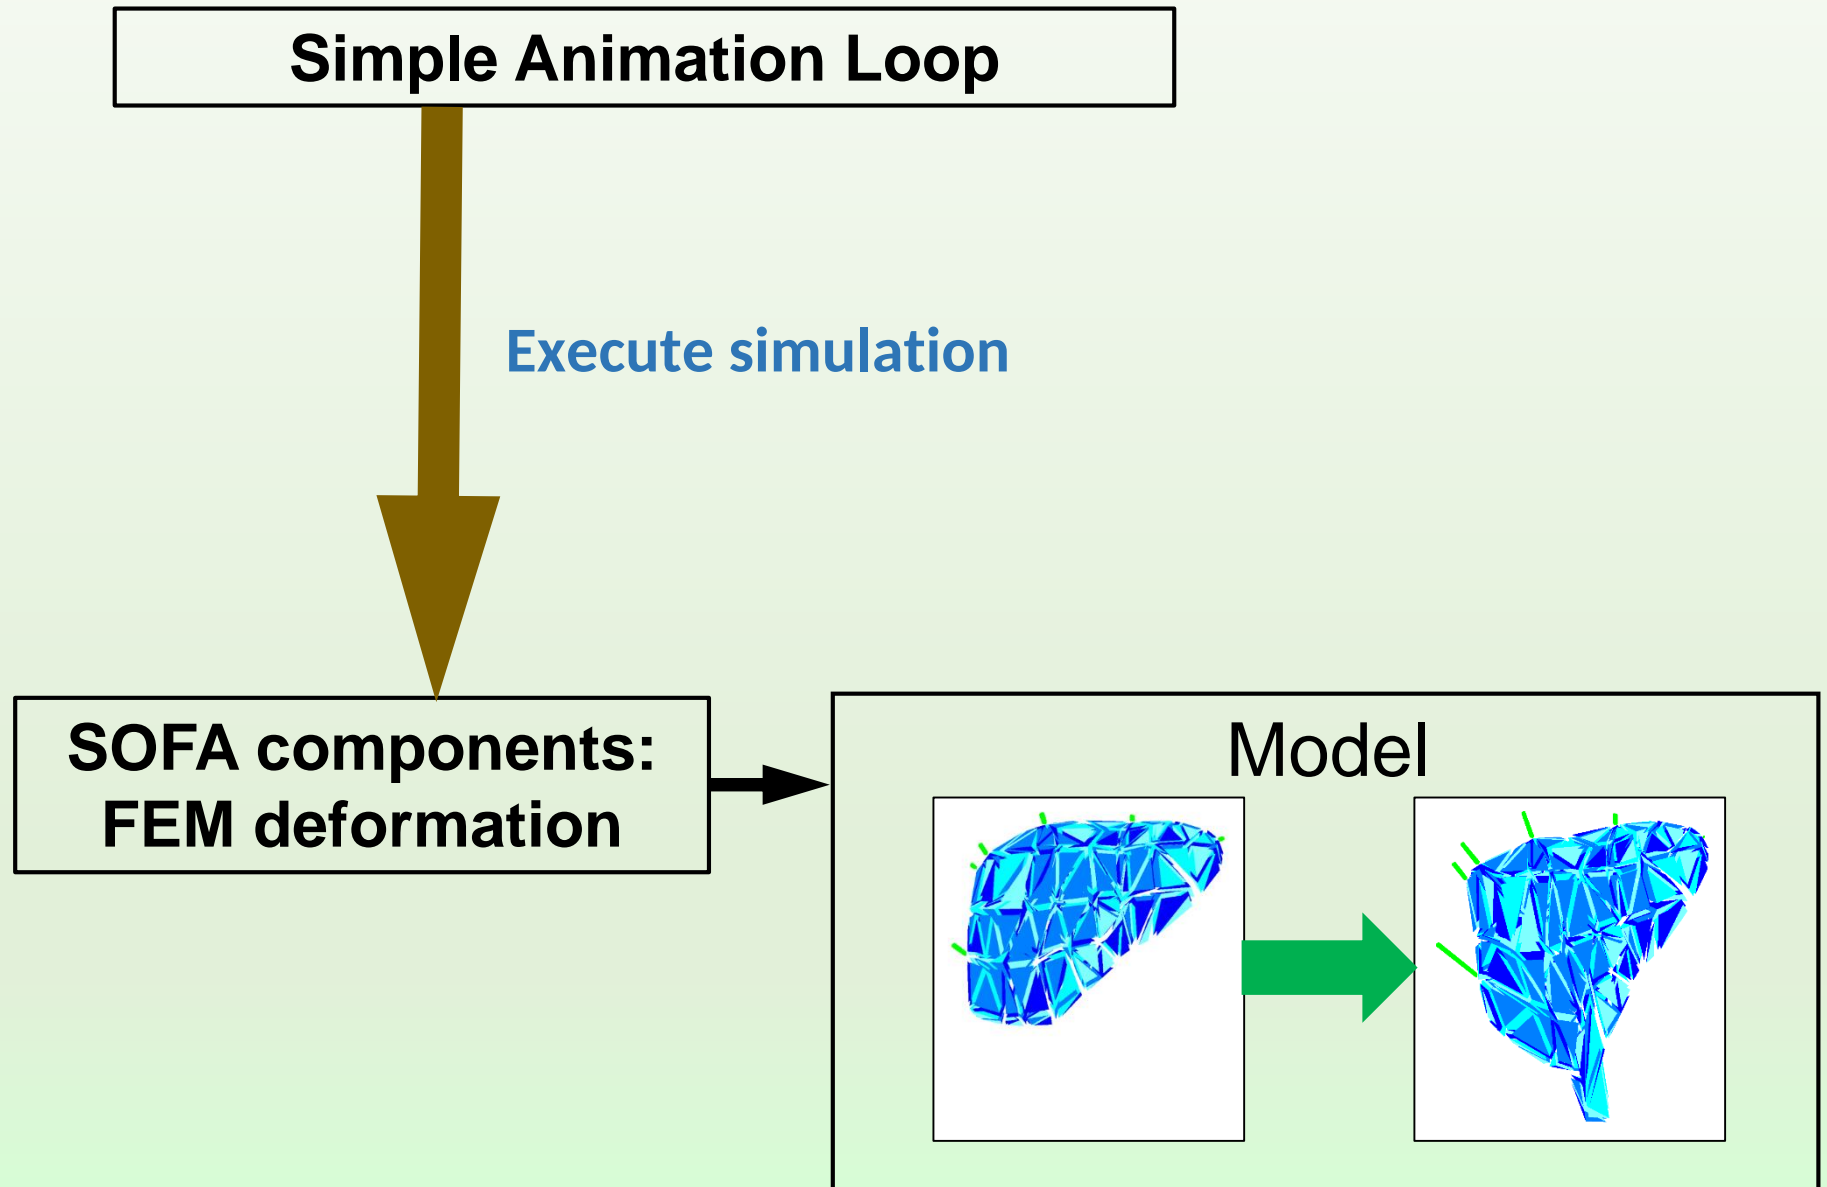 Simple Animation Loop
Execute simulation
SOFA components:
FEM deformation
Model